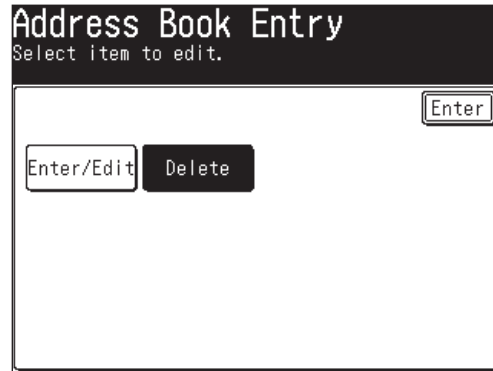 Address Book Entry
Select item to edit.
Enter
Enter/Edit Delete